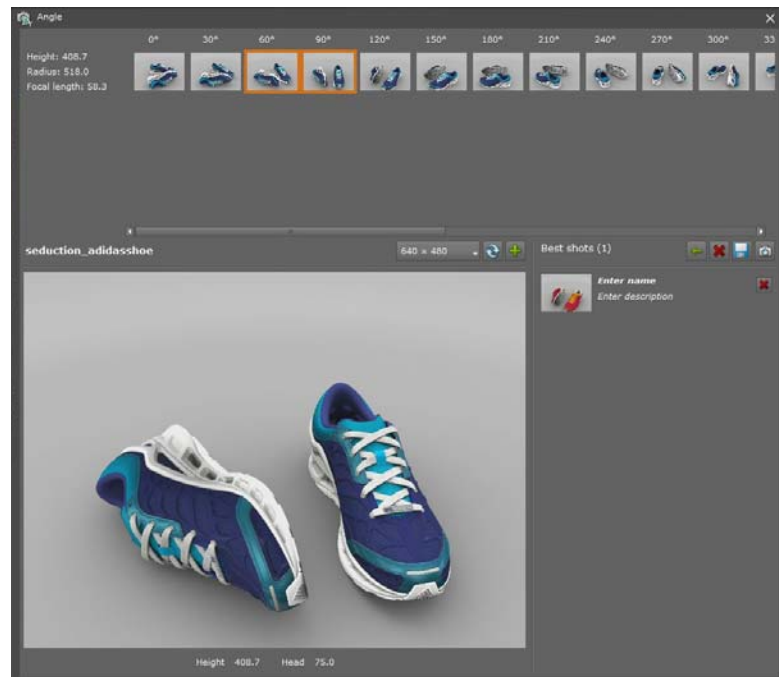 Angle
0° 30° 60° 90° 120° 150° 180° 210° 240° 270° 300° 33
Height: 408.7
Radius: 518.0
Focal length: 58.3
seduction_adidasshoe
640 × 480
Best shots (1)
Enter name
Enter description
Height 408.7 Head 75.0